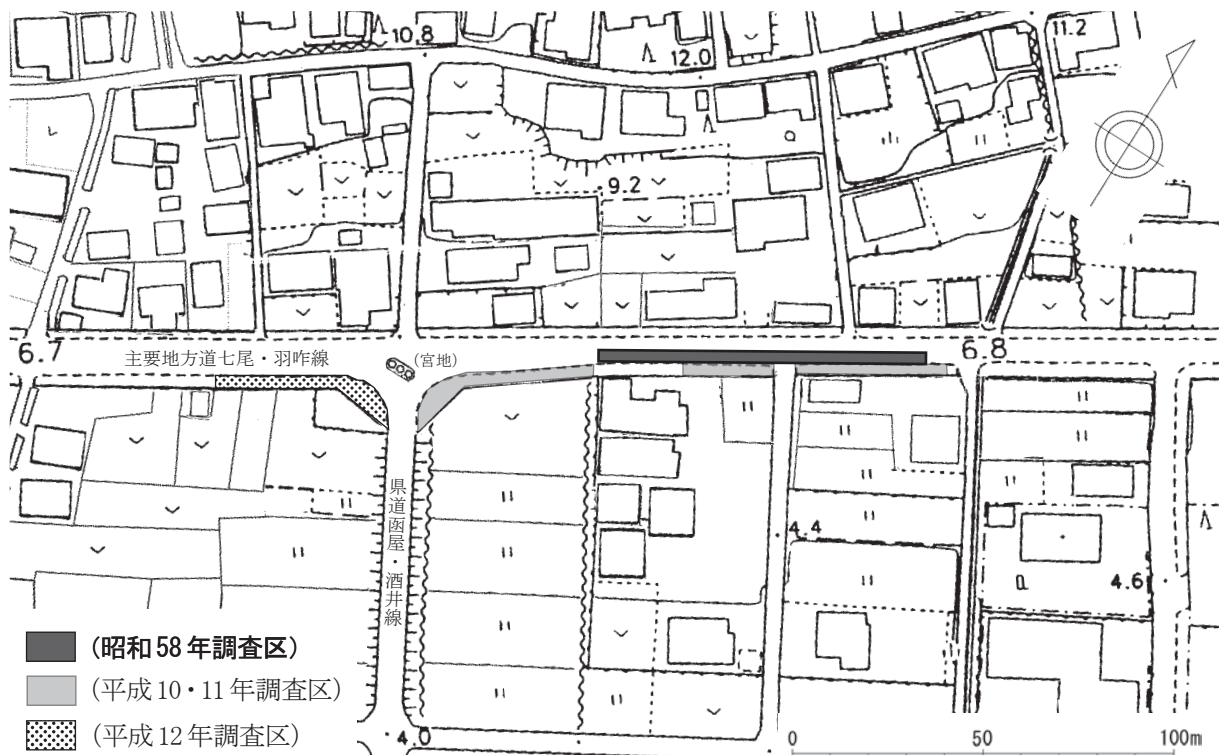 10.8
12.0
11.2
9.2
6.7
主要地方道七尾・羽咋線
(宮地)
6.8
県道函屋・酒井線
4.4
4.6
4.0
(昭和58年調査区)
(平成10・11年調査区)
(平成12年調査区)
0 50 100m